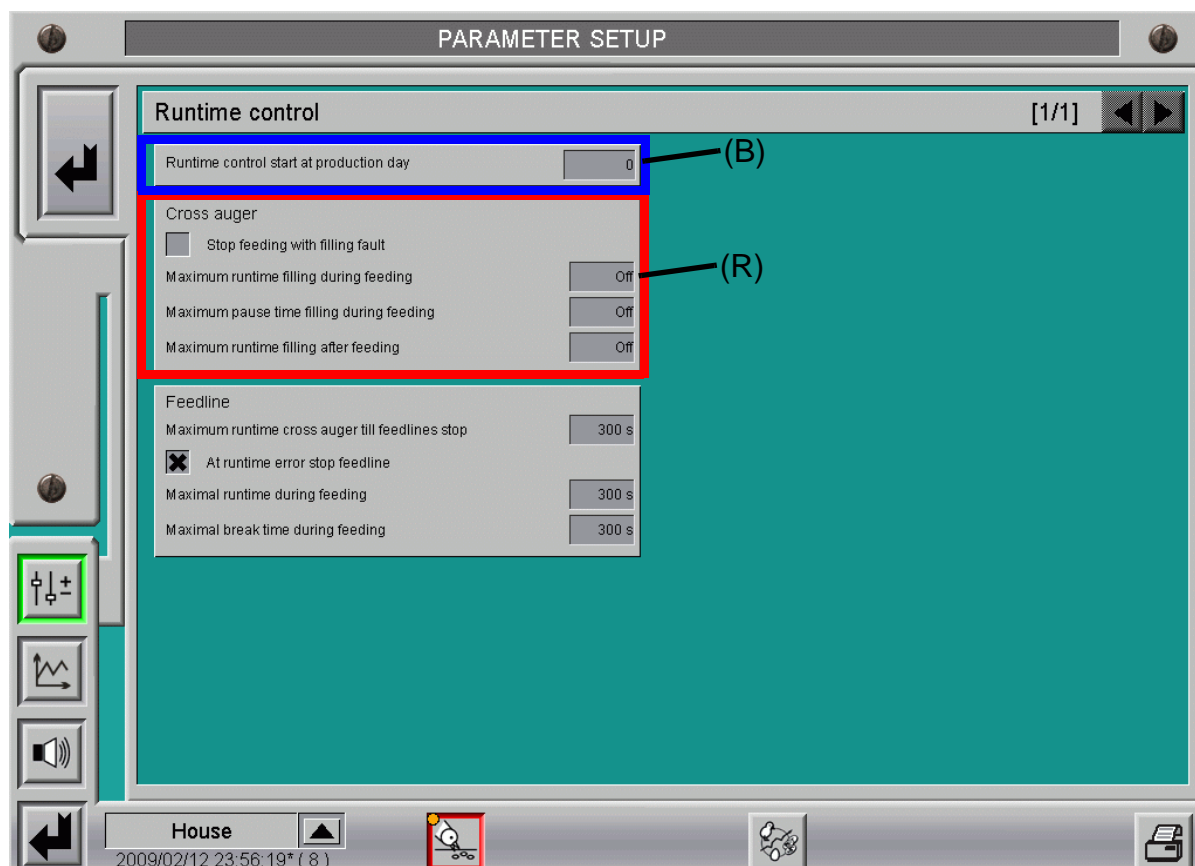 PARAMETER SETUP
Runtime control [1/1]
Runtime control start at production day 0
(B)
Cross auger
Stop feeding with filling fault
Maximum runtime filling during feeding Off
(R)
Maximum pause time filling during feeding Off
Maximum runtime filling after feeding Off
Feedline
Maximum runtime cross auger till feedlines stop 300 s
At runtime error stop feedline
Maximal runtime during feeding 300 s
Maximal break time during feeding 300 s
House
2009/02/12 23:56:19* ( 8 )